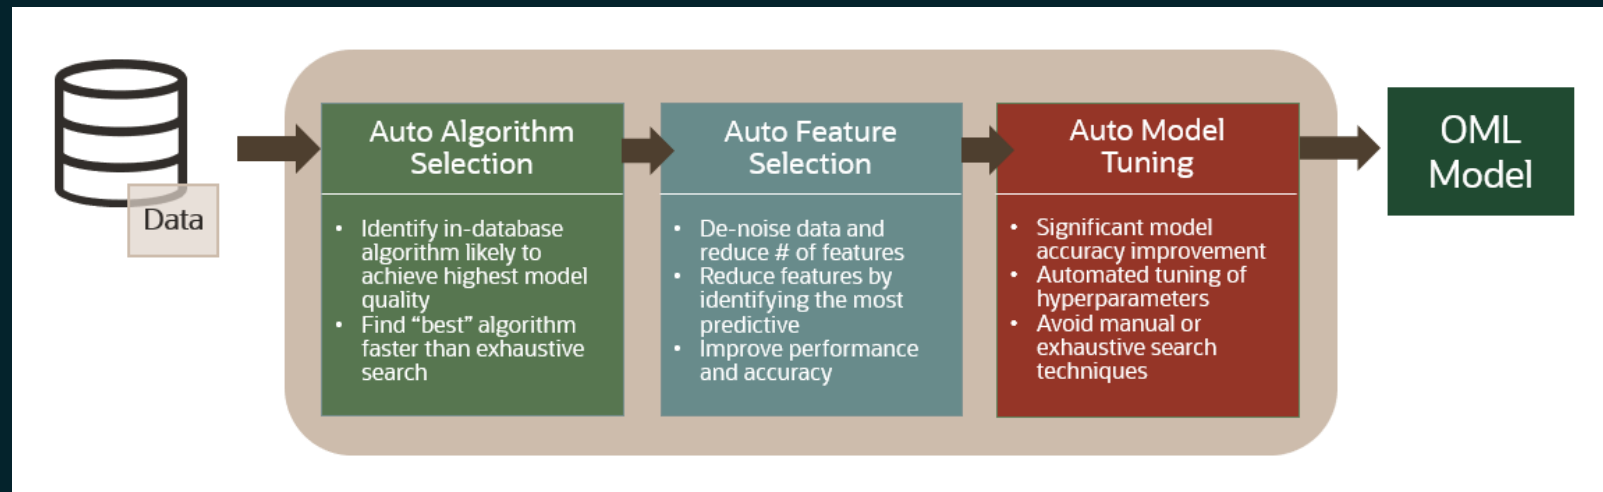 Data
Auto Algorithm
Selection
• Identify in-database
algorithm likely to
achieve highest model
quality
• Find “best” algorithm
faster than exhaustive
search
Auto Feature
Selection
• De-noise data and
reduce # of features
• Reduce features by
identifying the most
predictive
• Improve performance
and accuracy
Auto Model
Tuning
• Significant model
accuracy improvement
• Automated tuning of
hyperparameters
• Avoid manual or
exhaustive search
techniques
OML
Model